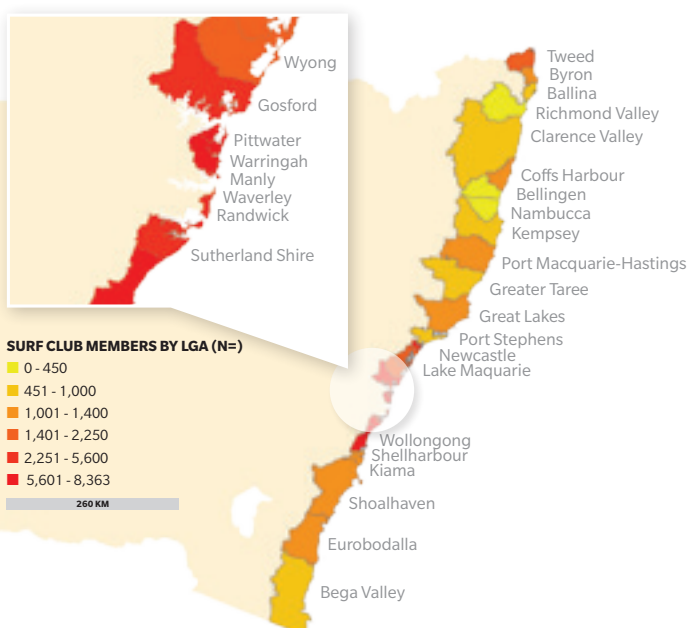 Wyong
Gosford
Pittwater
Warringah
Manly
Waverley
Randwick
Sutherland Shire
Tweed
Byron
Ballina
Richmond Valley
Clarence Valley
Coffs Harbour
Bellingen
Nambucca
Kempsey
Port Macquarie-Hastings
Greater Taree
Great Lakes
Port Stephens
Newcastle
Lake Maquarie
Wollongong
Shellharbour
Kiama
Shoalhaven
Eurobodalla
Bega Valley
SURF CLUB MEMBERS BY LGA (N=)
0 - 450
451 - 1,000
1,001 - 1,400
1,401 - 2,250
2,251 - 5,600
5,601 - 8,363
260 KM